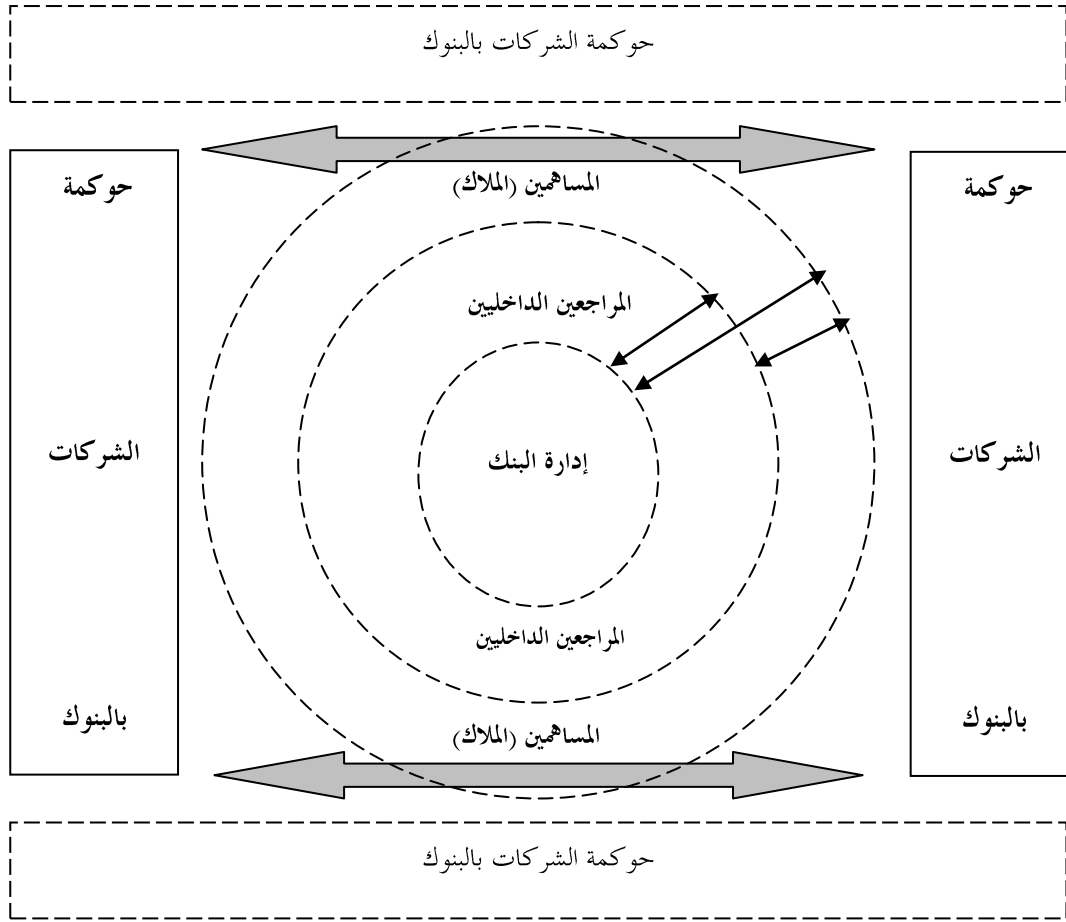 حوكمة الشركات بالبنوك
حوكمة
الشركات
بالبنوك
المساهمين (الملاك)
المراجعين الداخليين
إدارة البنك
المراجعين الداخليين
المساهمين (الملاك)
حوكمة
الشركات
بالبنوك
حوكمة الشركات بالبنوك